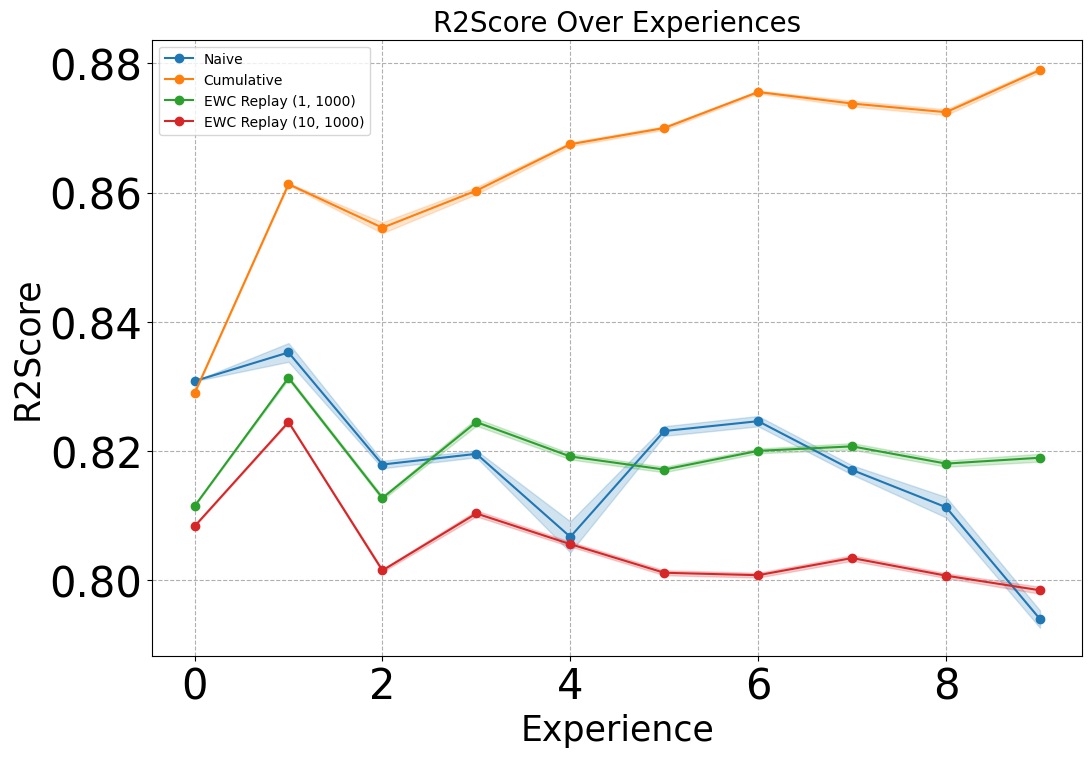 R2Score Over Experiences
Naive
Cumulative
EWC Replay (1, 1000)
EWC Replay (10, 1000)
0.88
0.86
0.84
0.82
0.80
R2Score
0 2 4 6 8
Experience